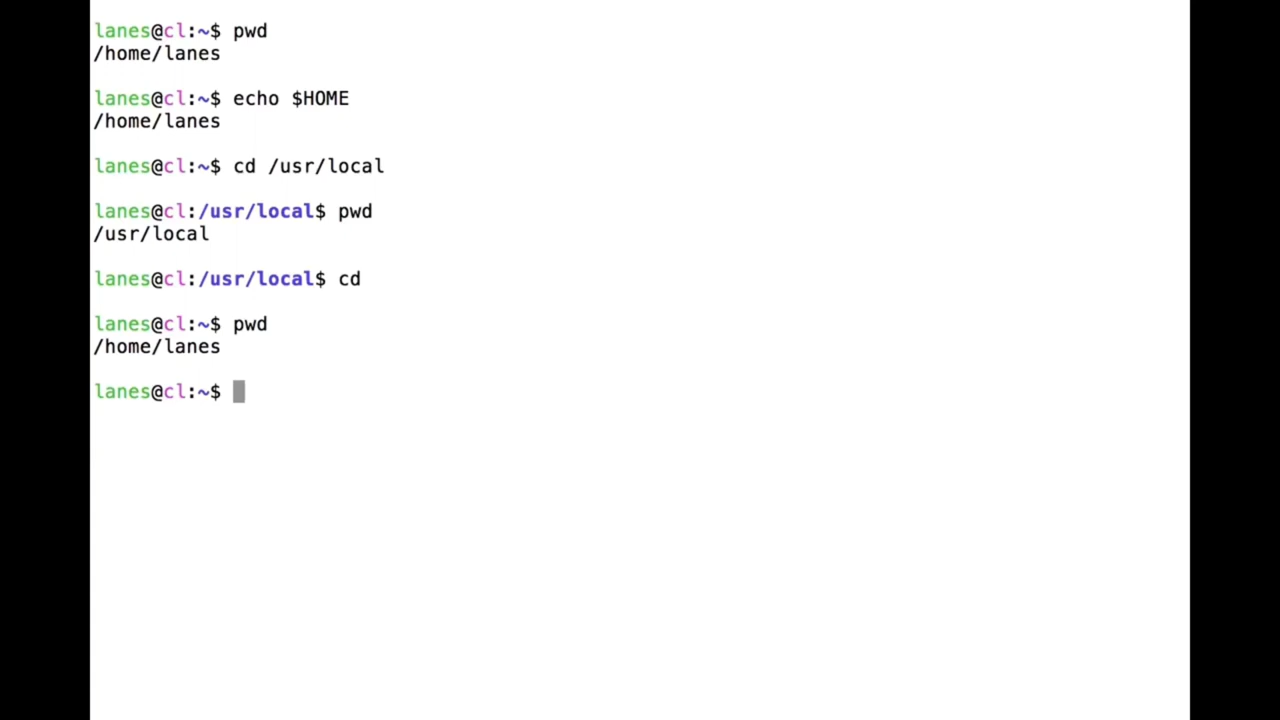 lanes@cl:~$ pwd
/home/lanes
lanes@cl:~$ echo $HOME
/home/lanes
lanes@cl:~$ cd /usr/local
lanes@cl:/usr/local$ pwd
/usr/local
lanes@cl:/usr/local$ cd
lanes@cl:~$ pwd
/home/lanes
lanes@cl:~$